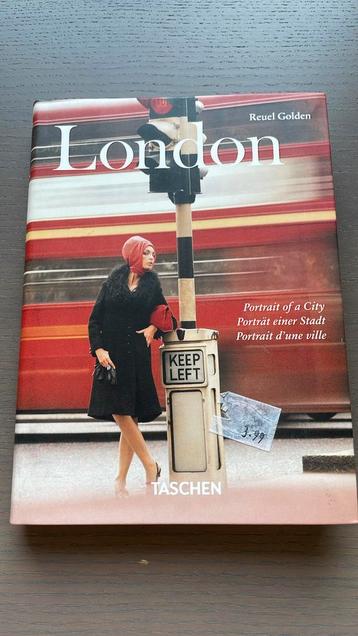 Reuel Golden
London
Portrait of a City
Porträt einer Stadt
Portrait d'une ville
KEEP
LEFT
3.99
TASCHEN